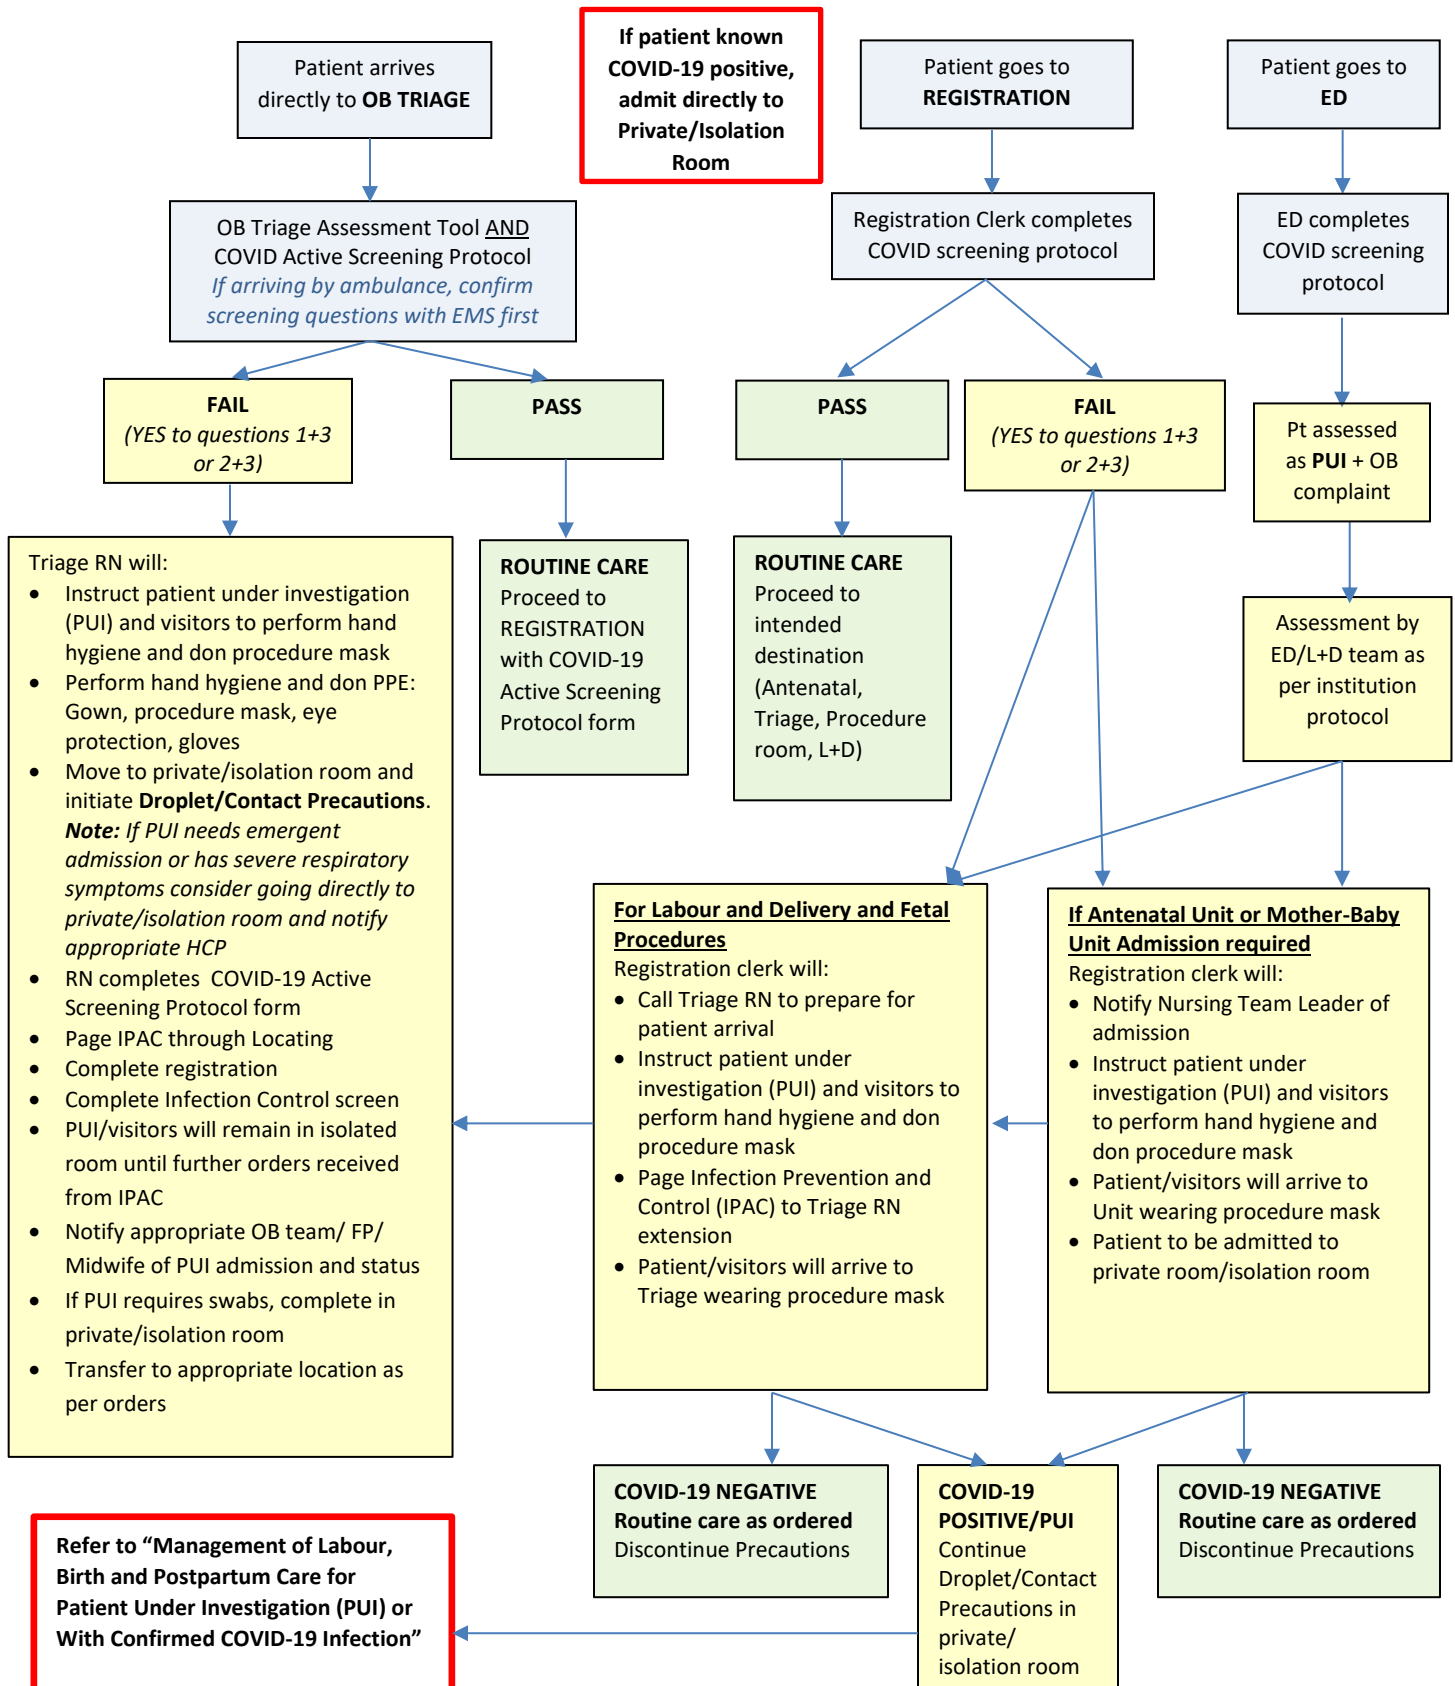 Patient arrives
directly to OB TRIAGE
If patient known
COVID-19 positive,
admit directly to
Private/Isolation
Room
Patient goes to
REGISTRATION
Patient goes to
ED
OB Triage Assessment Tool AND
COVID Active Screening Protocol
If arriving by ambulance, confirm
screening questions with EMS first
Registration Clerk completes
COVID screening protocol
ED completes
COVID screening
protocol
FAIL
(YES to questions 1+3
or 2+3)
PASS
PASS
FAIL
(YES to questions 1+3
or 2+3)
Pt assessed
as PUI + OB
complaint
Triage RN will:
• Instruct patient under investigation
(PUI) and visitors to perform hand
hygiene and don procedure mask
• Perform hand hygiene and don PPE:
Gown, procedure mask, eye
protection, gloves
• Move to private/isolation room and
initiate Droplet/Contact Precautions.
Note: If PUI needs emergent
admission or has severe respiratory
symptoms consider going directly to
private/isolation room and notify
appropriate HCP
• RN completes COVID-19 Active
Screening Protocol form
• Page IPAC through Locating
• Complete registration
• Complete Infection Control screen
• PUI/visitors will remain in isolated
room until further orders received
from IPAC
• Notify appropriate OB team/ FP/
Midwife of PUI admission and status
• If PUI requires swabs, complete in
private/isolation room
• Transfer to appropriate location as
per orders
ROUTINE CARE
Proceed to
REGISTRATION
with COVID-19
Active Screening
Protocol form
ROUTINE CARE
Proceed to
intended
destination
(Antenatal,
Triage, Procedure
room, L+D)
Assessment by
ED/L+D team as
per institution
protocol
For Labour and Delivery and Fetal
Procedures
Registration clerk will:
• Call Triage RN to prepare for
patient arrival
• Instruct patient under
investigation (PUI) and visitors to
perform hand hygiene and don
procedure mask
• Page Infection Prevention and
Control (IPAC) to Triage RN
extension
• Patient/visitors will arrive to
Triage wearing procedure mask
If Antenatal Unit or Mother-Baby
Unit Admission required
Registration clerk will:
• Notify Nursing Team Leader of
admission
• Instruct patient under
investigation (PUI) and visitors
to perform hand hygiene and
don procedure mask
• Patient/visitors will arrive to
Unit wearing procedure mask
• Patient to be admitted to
private room/isolation room
COVID-19 NEGATIVE
Routine care as ordered
Discontinue Precautions
COVID-19
POSITIVE/PUI
Continue
Droplet/Contact
Precautions in
private/
isolation room
COVID-19 NEGATIVE
Routine care as ordered
Discontinue Precautions
Refer to “Management of Labour,
Birth and Postpartum Care for
Patient Under Investigation (PUI) or
With Confirmed COVID-19 Infection”